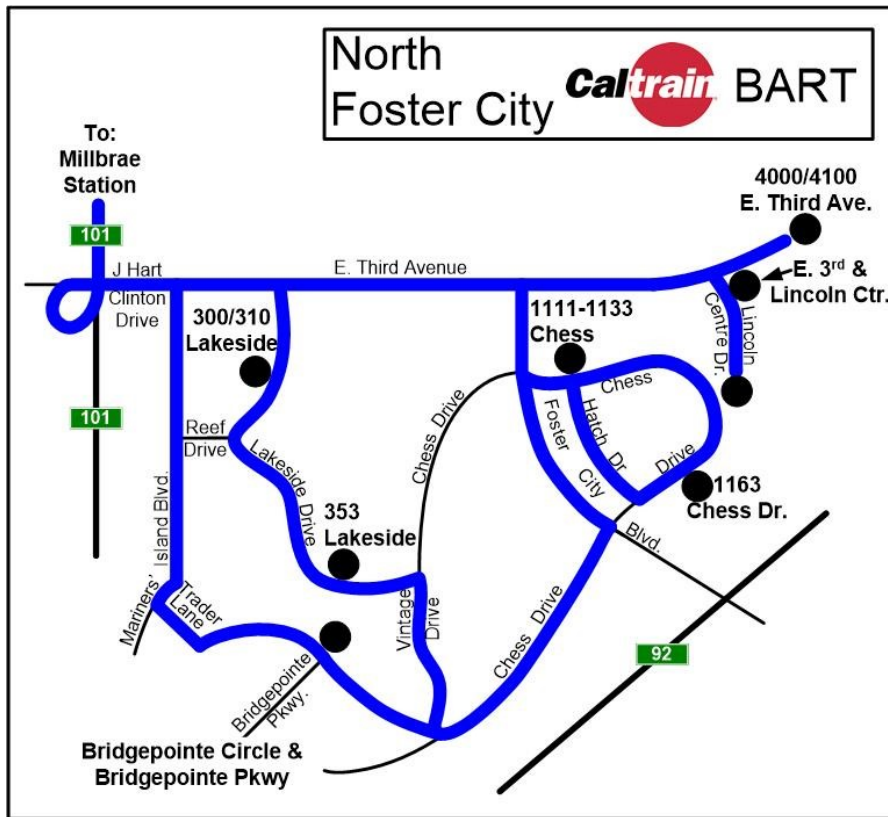 North
Foster City
Caltrain
BART
To:
Millbrae
Station
101
J Hart
Clinton
Drive
E. Third Avenue
4000/4100
E. Third Ave.
E. 3rd &
Lincoln Ctr.
Lincoln
Centre Dr.
300/310
Lakeside
1111-1133
Chess
Chess
Drive
Hatch Dr
Foster
City
Blvd.
Chess Drive
101
Reef
Drive
Lakeside Drive
1163
Chess Dr.
353
Lakeside
Mariners'
Island Blvd.
Trader
Lane
Vintage
Drive
Chess Drive
92
Bridgepointe
Pkwy.
Bridgepointe Circle &
Bridgepointe Pkwy